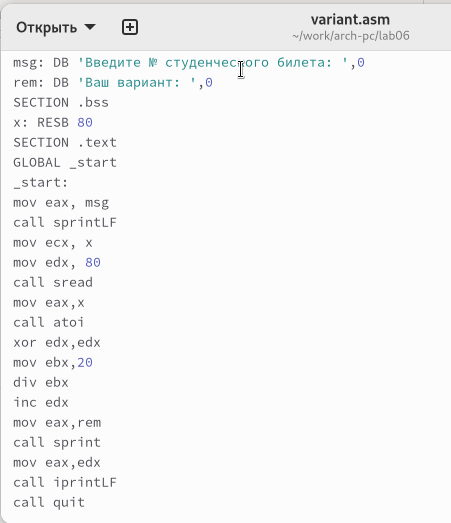 Открыть
variant.asm
~/work/arch-pc/lab06
msg: DB 'Введите № студенческого билета: ',0
rem: DB 'Ваш вариант: ',0
SECTION .bss
x: RESB 80
SECTION .text
GLOBAL _start
_start:
mov eax, msg
call sprintLF
mov ecx, x
mov edx, 80
call sread
mov eax,x
call atoi
xor edx,edx
mov ebx,20
div ebx
inc edx
mov eax,rem
call sprint
mov eax,edx
call iprintLF
call quit